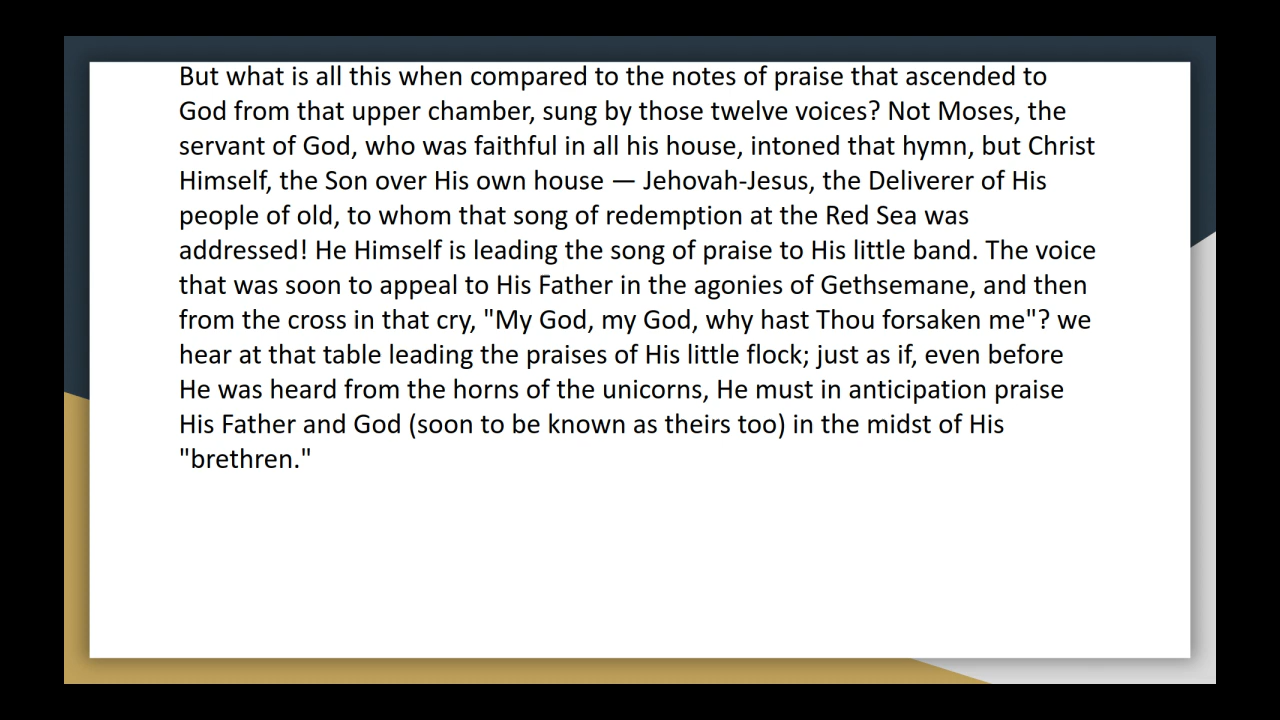 But what is all this when compared to the notes of praise that ascended to
God from that upper chamber, sung by those twelve voices? Not Moses, the
servant of God, who was faithful in all his house, intoned that hymn, but Christ
Himself, the Son over His own house — Jehovah-Jesus, the Deliverer of His
people of old, to whom that song of redemption at the Red Sea was
addressed! He Himself is leading the song of praise to His little band. The voice
that was soon to appeal to His Father in the agonies of Gethsemane, and then
from the cross in that cry, "My God, my God, why hast Thou forsaken me"? we
hear at that table leading the praises of His little flock; just as if, even before
He was heard from the horns of the unicorns, He must in anticipation praise
His Father and God (soon to be known as theirs too) in the midst of His
"brethren."